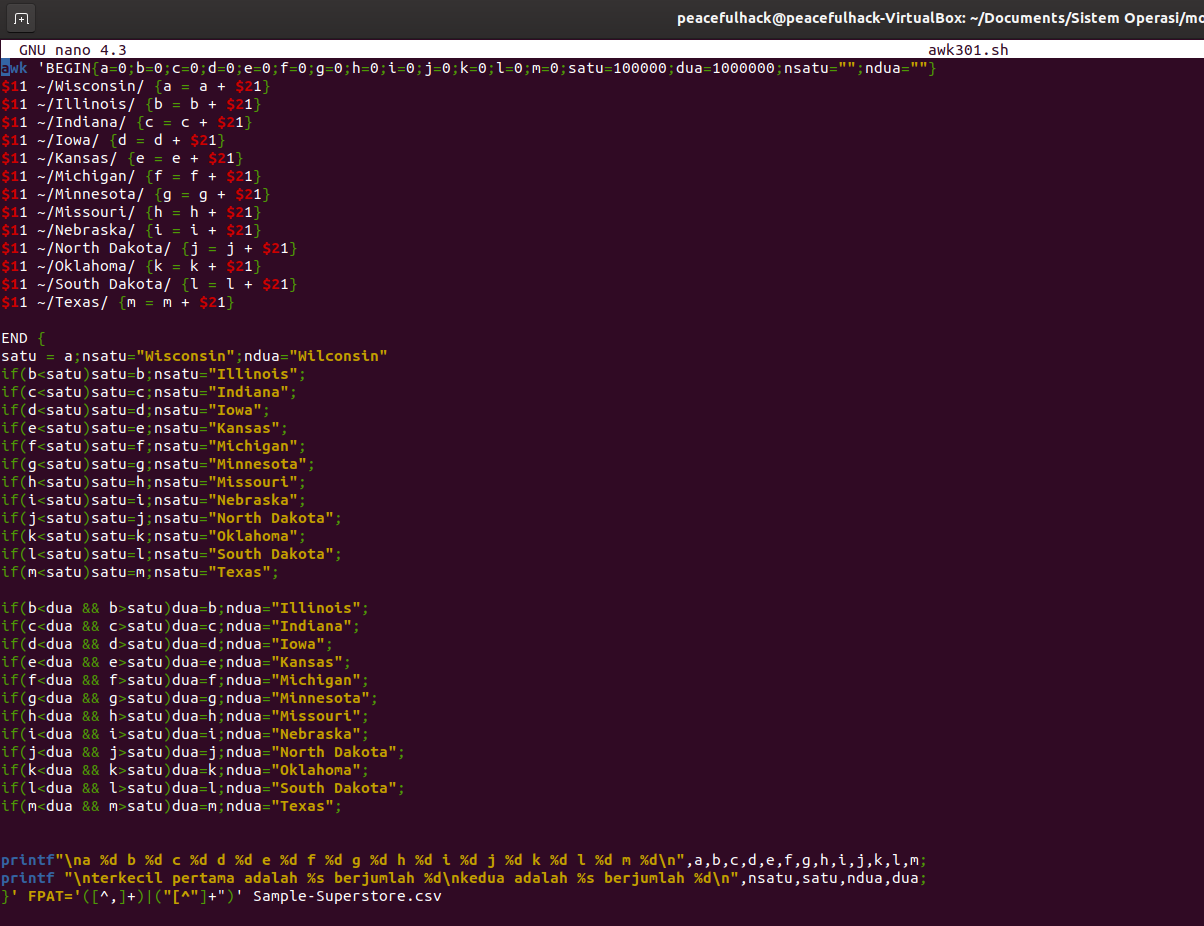 peacefulhack@peacefulhack-VirtualBox: ~/Documents/Sistem Operasi/mo
GNU nano 4.3 awk301.sh
awk 'BEGIN{a=0;b=0;c=0;d=0;e=0;f=0;g=0;h=0;i=0;j=0;k=0;l=0;m=0;satu=100000;dua=1000000;nsatu="";ndua=""}
$11 ~/Wisconsin/ {a = a + $21}
$11 ~/Illinois/ {b = b + $21}
$11 ~/Indiana/ {c = c + $21}
$11 ~/Iowa/ {d = d + $21}
$11 ~/Kansas/ {e = e + $21}
$11 ~/Michigan/ {f = f + $21}
$11 ~/Minnesota/ {g = g + $21}
$11 ~/Missouri/ {h = h + $21}
$11 ~/Nebraska/ {i = i + $21}
$11 ~/North Dakota/ {j = j + $21}
$11 ~/Oklahoma/ {k = k + $21}
$11 ~/South Dakota/ {l = l + $21}
$11 ~/Texas/ {m = m + $21}
END {
satu = a;nsatu="Wisconsin";ndua="Wilconsin"
if(b<satu)satu=b;nsatu="Illinois";
if(c<satu)satu=c;nsatu="Indiana";
if(d<satu)satu=d;nsatu="Iowa";
if(e<satu)satu=e;nsatu="Kansas";
if(f<satu)satu=f;nsatu="Michigan";
if(g<satu)satu=g;nsatu="Minnesota";
if(h<satu)satu=h;nsatu="Missouri";
if(i<satu)satu=i;nsatu="Nebraska";
if(j<satu)satu=j;nsatu="North Dakota";
if(k<satu)satu=k;nsatu="Oklahoma";
if(l<satu)satu=l;nsatu="South Dakota";
if(m<satu)satu=m;nsatu="Texas";
if(b<dua && b>satu)dua=b;ndua="Illinois";
if(c<dua && c>satu)dua=c;ndua="Indiana";
if(d<dua && d>satu)dua=d;ndua="Iowa";
if(e<dua && e>satu)dua=e;ndua="Kansas";
if(f<dua && f>satu)dua=f;ndua="Michigan";
if(g<dua && g>satu)dua=g;ndua="Minnesota";
if(h<dua && h>satu)dua=h;ndua="Missouri";
if(i<dua && i>satu)dua=i;ndua="Nebraska";
if(j<dua && j>satu)dua=j;ndua="North Dakota";
if(k<dua && k>satu)dua=k;ndua="Oklahoma";
if(l<dua && l>satu)dua=l;ndua="South Dakota";
if(m<dua && m>satu)dua=m;ndua="Texas";
printf"\na %d b %d c %d d %d e %d f %d g %d h %d i %d j %d k %d l %d m %d\n",a,b,c,d,e,f,g,h,i,j,k,l,m;
printf "\nterkecil pertama adalah %s berjumlah %d\nkedua adalah %s berjumlah %d\n",nsatu,satu,ndua,dua;
}' FPAT='([^,]+)|("[^"]+")' Sample-Superstore.csv